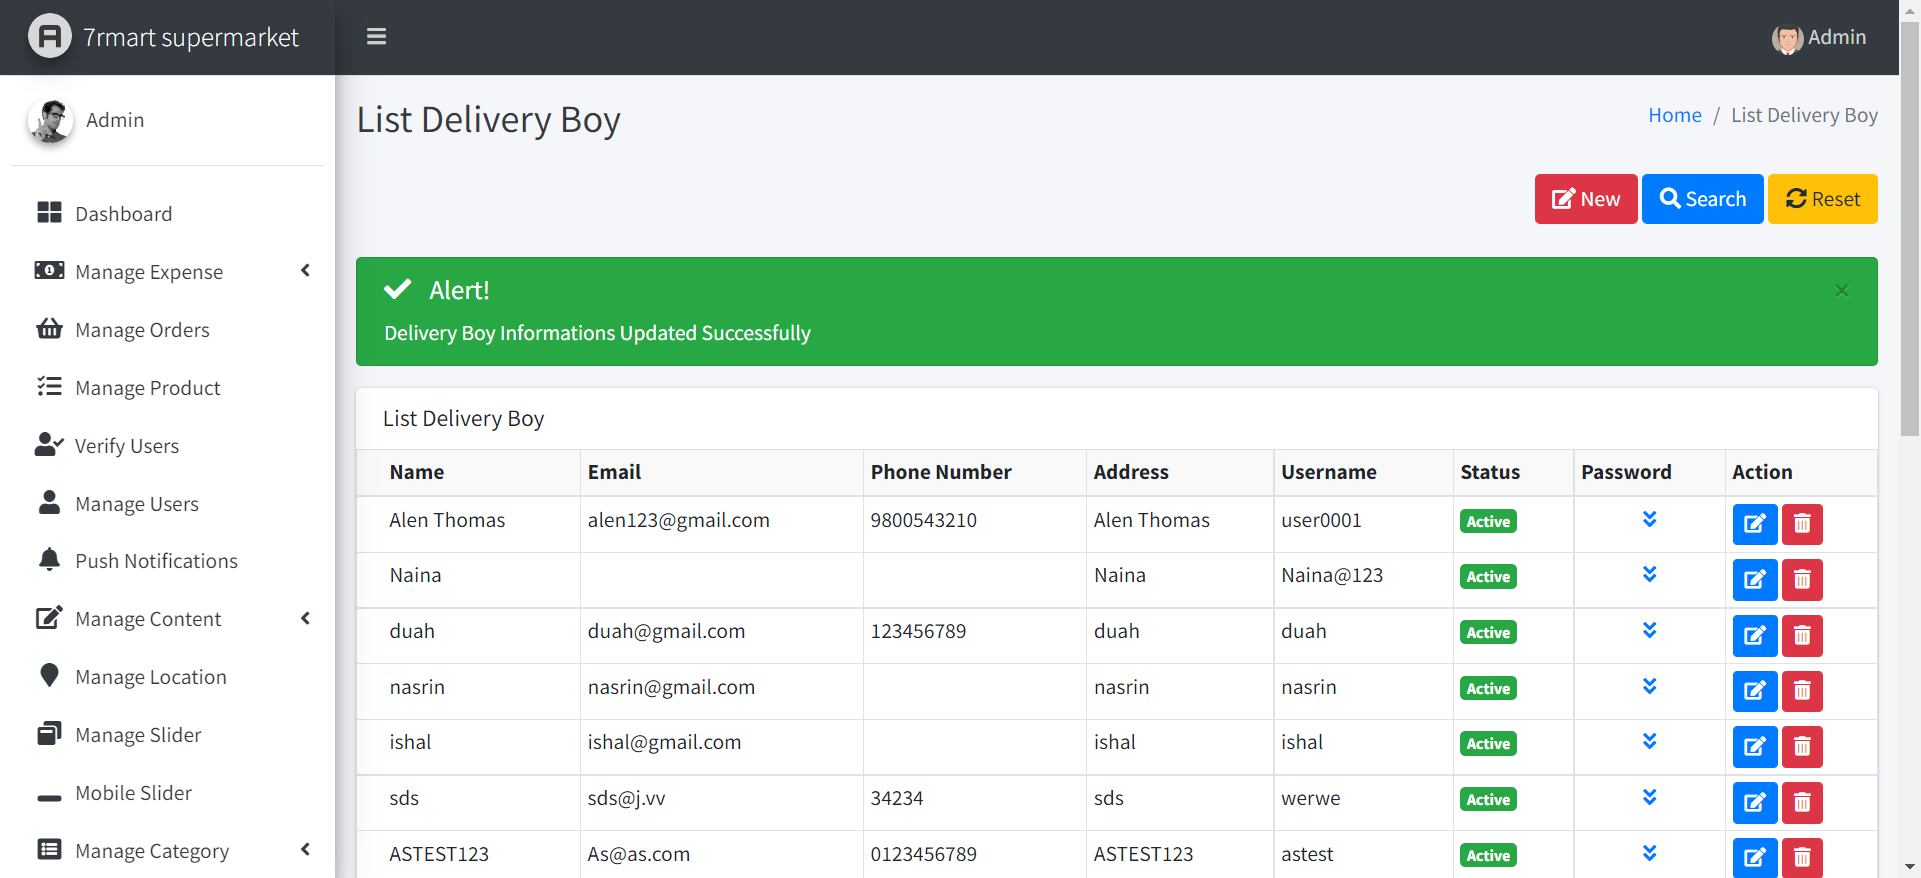 7rmart supermarket
Admin
Admin
Dashboard
Manage Expense
Manage Orders
Manage Product
Verify Users
Manage Users
Push Notifications
Manage Content
Manage Location
Manage Slider
Mobile Slider
Manage Category
List Delivery Boy
Home / List Delivery Boy
New Search Reset
Alert! ×
Delivery Boy Informations Updated Successfully
List Delivery Boy
Name Email Phone Number Address Username Status Password Action
Alen Thomas alen123@gmail.com 9800543210 Alen Thomas user0001 Active
Naina Naina Naina@123 Active
duah duah@gmail.com 123456789 duah duah Active
nasrin nasrin@gmail.com nasrin nasrin Active
ishal ishal@gmail.com ishal ishal Active
sds sds@j.vv 34234 sds werwe Active
ASTEST123 As@as.com 0123456789 ASTEST123 astest Active